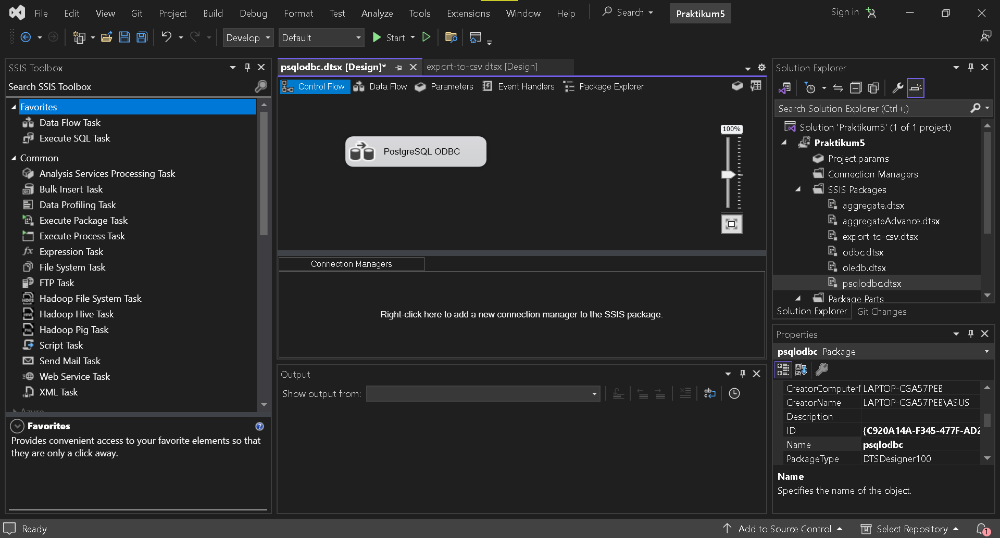 File Edit View Git Project Build Debug Format Test Analyze Tools Extensions Window Help Search Praktikum5 Sign in
Develop Default Start
SSIS Toolbox
Search SSIS Toolbox
Favorites
Data Flow Task
Execute SQL Task
Common
Analysis Services Processing Task
Bulk Insert Task
Data Profiling Task
Execute Package Task
Execute Process Task
Expression Task
File System Task
FTP Task
Hadoop File System Task
Hadoop Hive Task
Hadoop Pig Task
Script Task
Send Mail Task
Web Service Task
XML Task
Azure
Favorites
Provides convenient access to your favorite elements so that
they are only a click away.
psqlodbc.dtsx [Design]* export-to-csv.dtsx [Design]
Control Flow Data Flow Parameters Event Handlers Package Explorer
100%
PostgreSQL ODBC
Connection Managers
Right-click here to add a new connection manager to the SSIS package.
Output
Show output from:
Solution Explorer
Search Solution Explorer (Ctrl+;)
Solution 'Praktikum5' (1 of 1 project)
Praktikum5
Project.params
Connection Managers
SSIS Packages
aggregate.dtsx
aggregateAdvance.dtsx
export-to-csv.dtsx
odbc.dtsx
oledb.dtsx
psqlodbc.dtsx
Package Parts
Solution Explorer Git Changes
Properties
psqlodbc Package
CreatorComputerN LAPTOP-CGA57PEB
CreatorName LAPTOP-CGA57PEB\ASUS
Description
ID {C920A14A-F345-477F-AD2
Name psqlodbc
PackageType DTSDesigner100
Name
Specifies the name of the object.
Ready Add to Source Control Select Repository 1